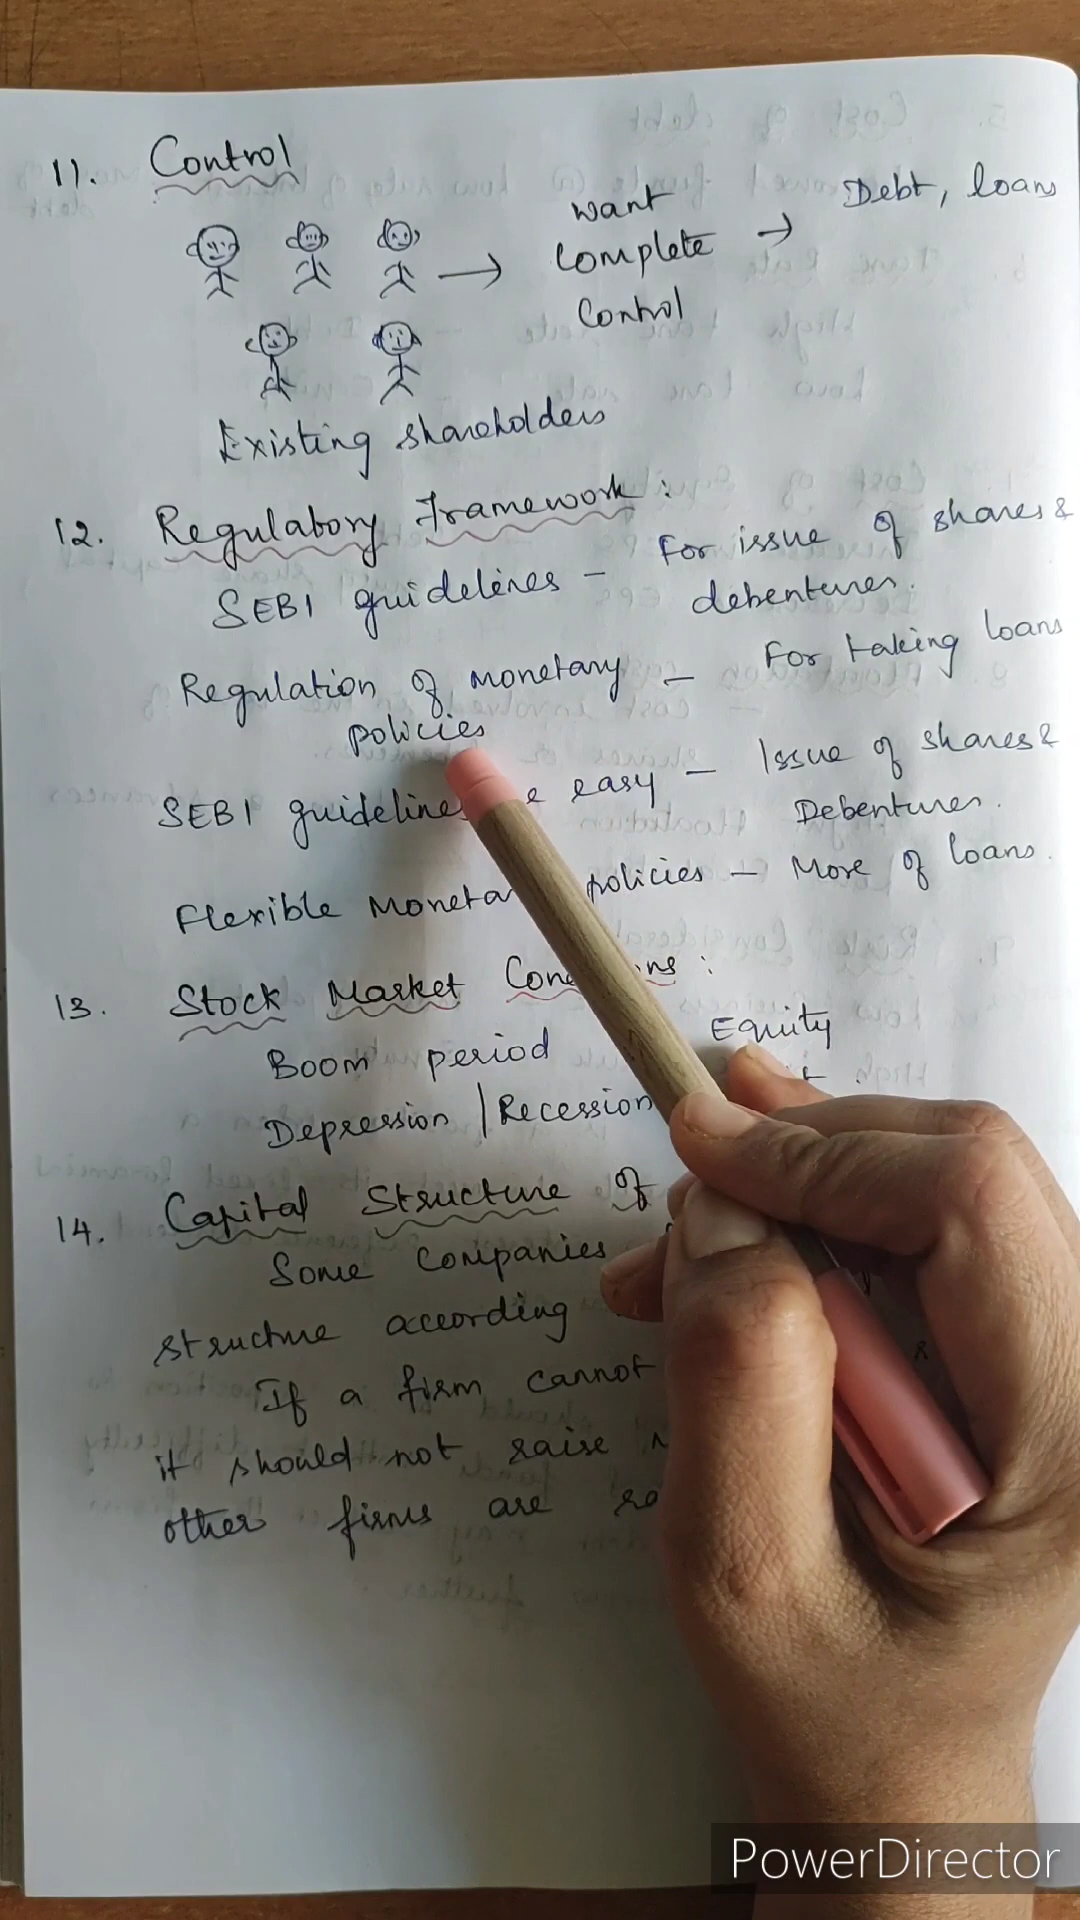 11. Control
want complete control → Debt, loans
Existing shareholders
12. Regulatory Framework:
SEBI guidelines - For issue of shares &
debentures.
Regulation of monetary - For taking loans
policies
SEBI guideline e easy - Issue of shares &
Debentures.
Flexible Moneta policies - More of loans.
13. Stock Market Con ns:
Boom period Equity
Depression / Recession
14. Capital Structure of
Some companies
structure according
If a firm cannot
it should not raise
other firms are
PowerDirector